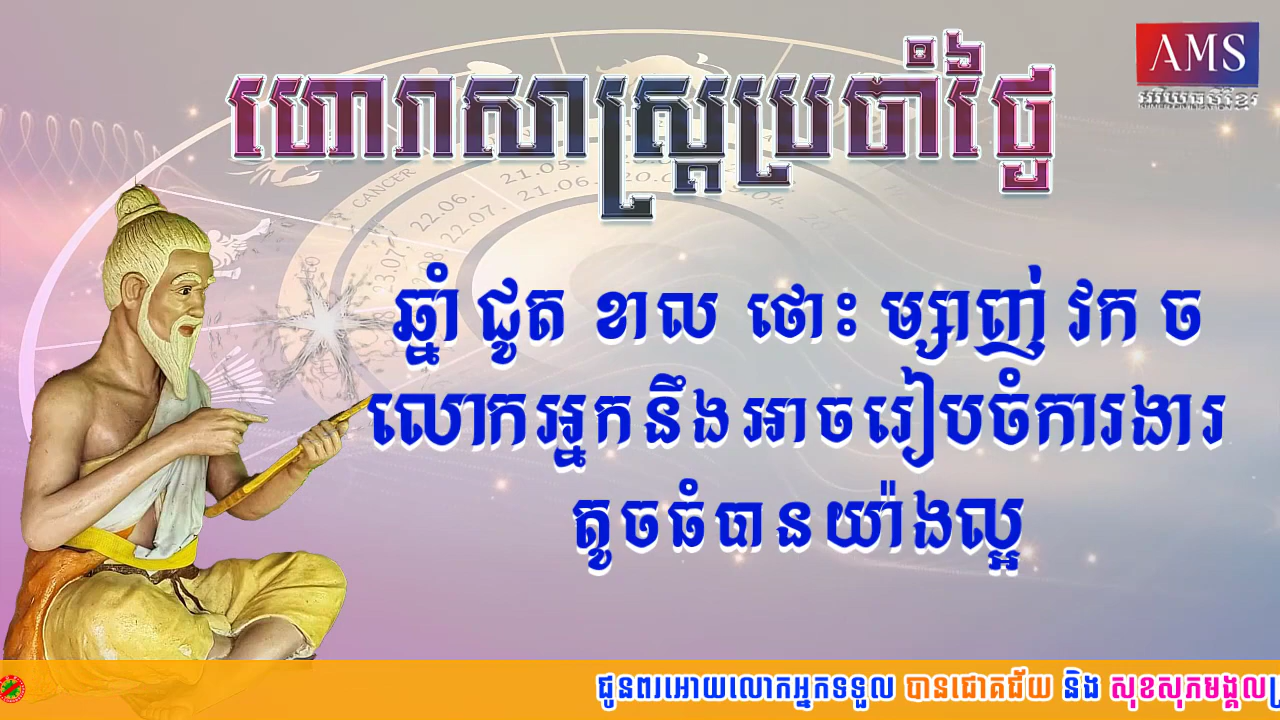 AMS
ហោរាសាស្ត្រប្រចាំថ្ងៃ
CANCER
22.06.
22.07.
21.05.
21.06.
ឆ្នាំ ជូត ខាល ថោះ ម្សាញ់ វក ច
លោកអ្នកនឹងអាចរៀបចំការងារ
តូចធំបានយ៉ាងល្អ
ជូនពរអោយលោកអ្នកទទួល បានជោគជ័យ និង សុខសុភមង្គល